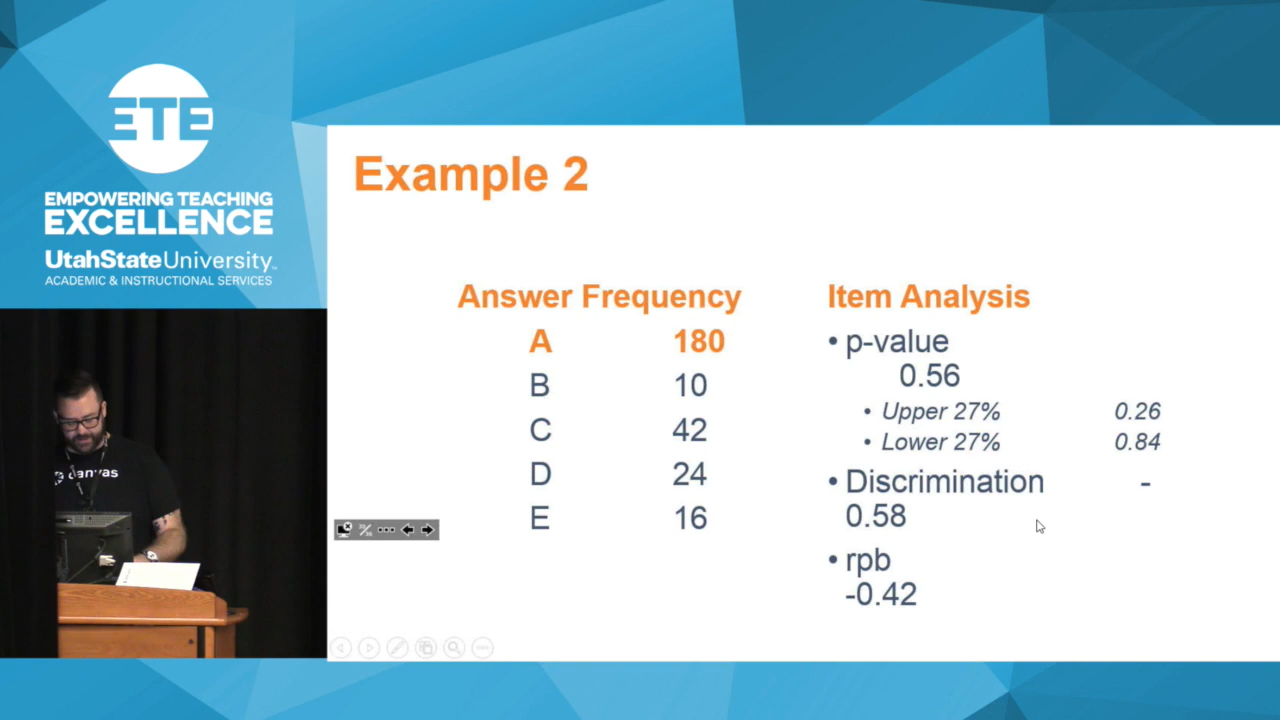 ETE
EMPOWERING TEACHING
EXCELLENCE
UtahStateUniversity
ACADEMIC & INSTRUCTIONAL SERVICES
canvas
Example 2
Answer Frequency
A 180
B 10
C 42
D 24
E 16
Item Analysis
• p-value
0.56
• Upper 27% 0.26
• Lower 27% 0.84
• Discrimination -
0.58
• rpb
-0.42